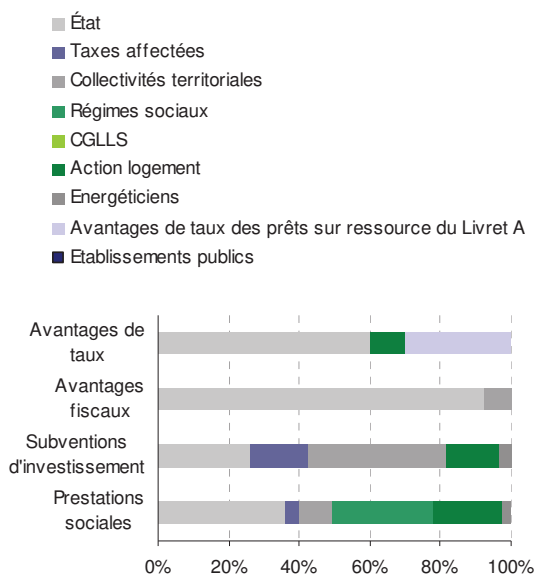 État
Taxes affectées
Collectivités territoriales
Régimes sociaux
CGLLS
Action logement
Energéticiens
Avantages de taux des prêts sur ressource du Livret A
Etablissements publics
Avantages de
taux
Avantages
fiscaux
Subventions
d'investissement
Prestations
sociales
0% 20% 40% 60% 80% 100%